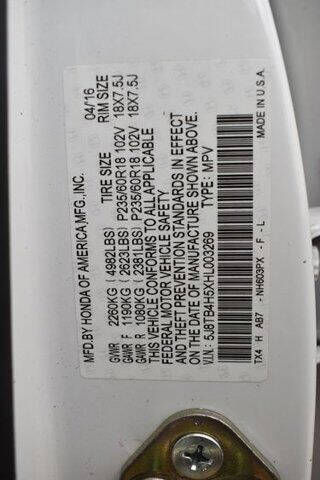 MFD.BY HONDA OF AMERICA MFG.,INC. 04/16
TIRE SIZE RIM SIZE
GVWR 2260KG (4982LBS)
GAWR F 1190KG (2623LBS) P235/60R18 102V 18X7.5J
GAWR R 1080KG (2381LBS) P235/60R18 102V 18X7.5J
THIS VEHICLE CONFORMS TO ALL APPLICABLE
FEDERAL MOTOR VEHICLE SAFETY
AND THEFT PREVENTION STANDARDS IN EFFECT
ON THE DATE OF MANUFACTURE SHOWN ABOVE.
V.I.N.: 5J8TB4H5XHL003269 TYPE: MPV
TX4 H AB7 - NH603PX - F - L MADE IN U.S.A.